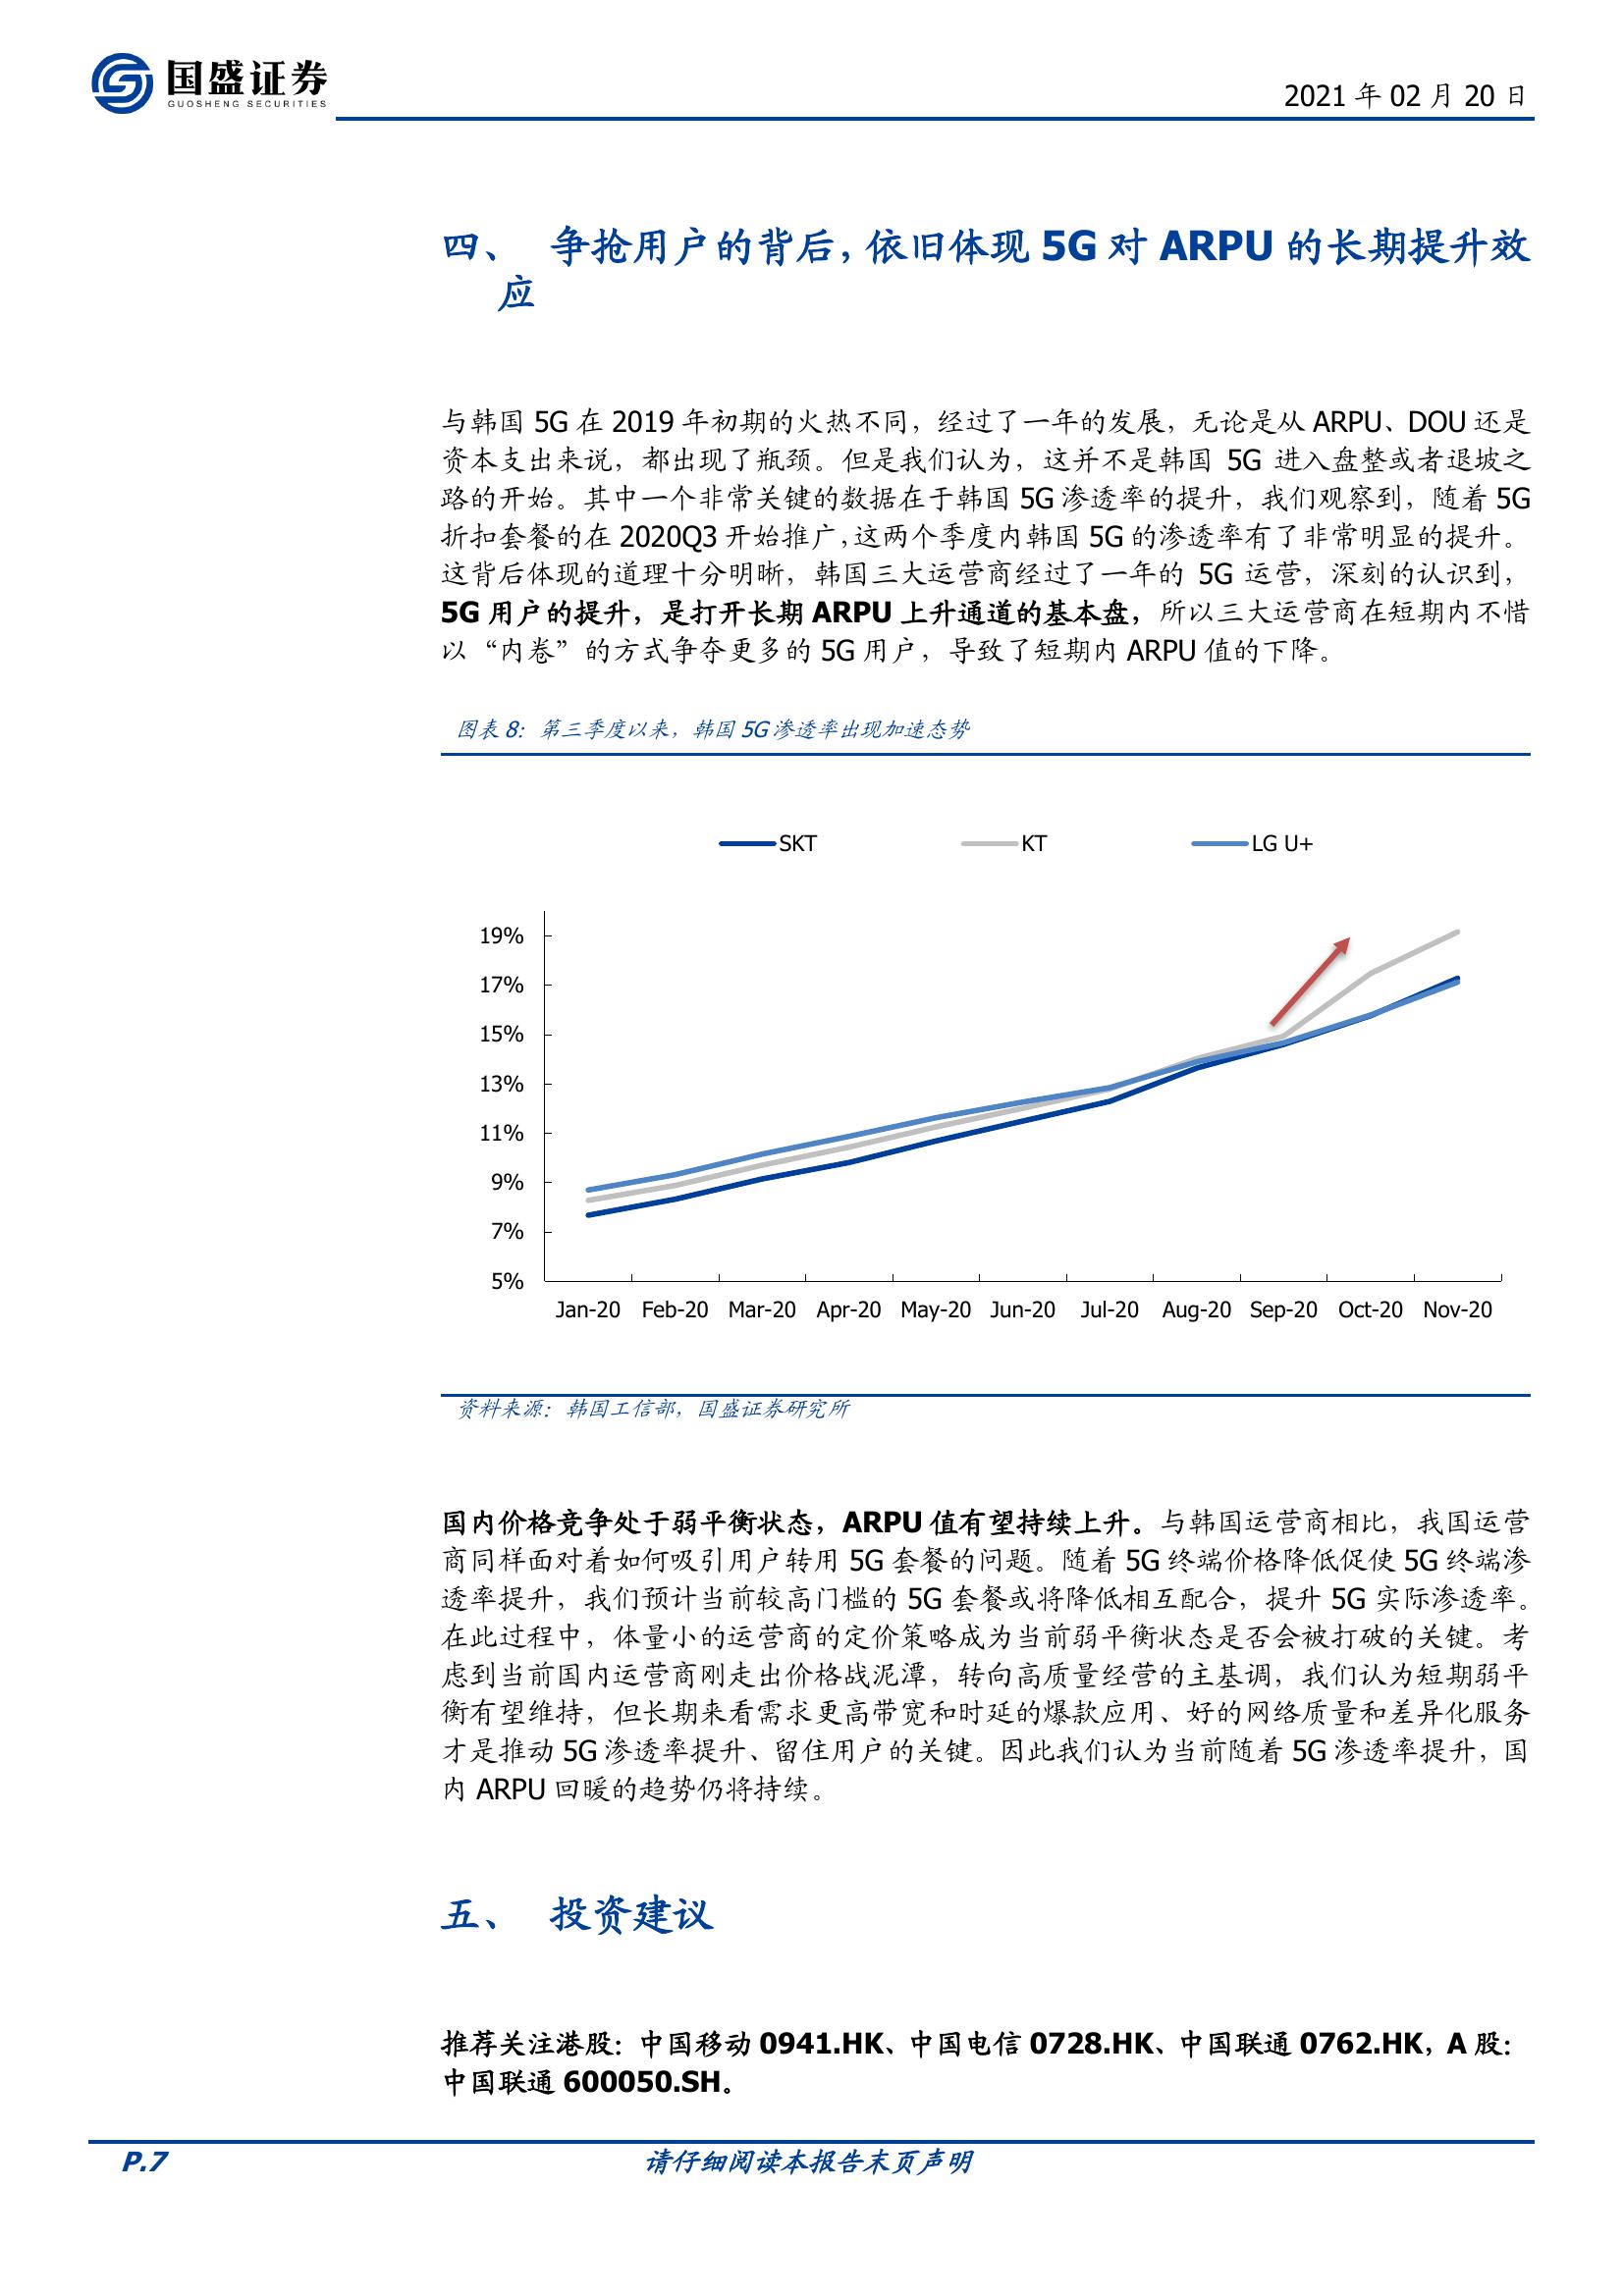 国盛证券
GUOSHENG SECURITIES
2021 年 02 月 20 日
四、 争抢用户的背后，依旧体现 5G 对 ARPU 的长期提升效
应
与韩国 5G 在 2019 年初期的火热不同，经过了一年的发展，无论是从 ARPU、DOU 还是
资本支出来说，都出现了瓶颈。但是我们认为，这并不是韩国 5G 进入盘整或者退坡之
路的开始。其中一个非常关键的数据在于韩国 5G 渗透率的提升，我们观察到，随着 5G
折扣套餐的在 2020Q3 开始推广，这两个季度内韩国 5G 的渗透率有了非常明显的提升。
这背后体现的道理十分明晰，韩国三大运营商经过了一年的 5G 运营，深刻的认识到，
5G 用户的提升，是打开长期 ARPU 上升通道的基本盘，所以三大运营商在短期内不惜
以“内卷”的方式争夺更多的 5G 用户，导致了短期内 ARPU 值的下降。
图表 8：第三季度以来，韩国 5G 渗透率出现加速态势
SKT KT LG U+
19%
17%
15%
13%
11%
9%
7%
5%
Jan-20 Feb-20 Mar-20 Apr-20 May-20 Jun-20 Jul-20 Aug-20 Sep-20 Oct-20 Nov-20
资料来源：韩国工信部，国盛证券研究所
国内价格竞争处于弱平衡状态，ARPU 值有望持续上升。与韩国运营商相比，我国运营
商同样面对着如何吸引用户转用 5G 套餐的问题。随着 5G 终端价格降低促使 5G 终端渗
透率提升，我们预计当前较高门槛的 5G 套餐或将降低相互配合，提升 5G 实际渗透率。
在此过程中，体量小的运营商的定价策略成为当前弱平衡状态是否会被打破的关键。考
虑到当前国内运营商刚走出价格战泥潭，转向高质量经营的主基调，我们认为短期弱平
衡有望维持，但长期来看需求更高带宽和时延的爆款应用、好的网络质量和差异化服务
才是推动 5G 渗透率提升、留住用户的关键。因此我们认为当前随着 5G 渗透率提升，国
内 ARPU 回暖的趋势仍将持续。
五、 投资建议
推荐关注港股：中国移动 0941.HK、中国电信 0728.HK、中国联通 0762.HK，A 股：
中国联通 600050.SH。
P.7 请仔细阅读本报告末页声明